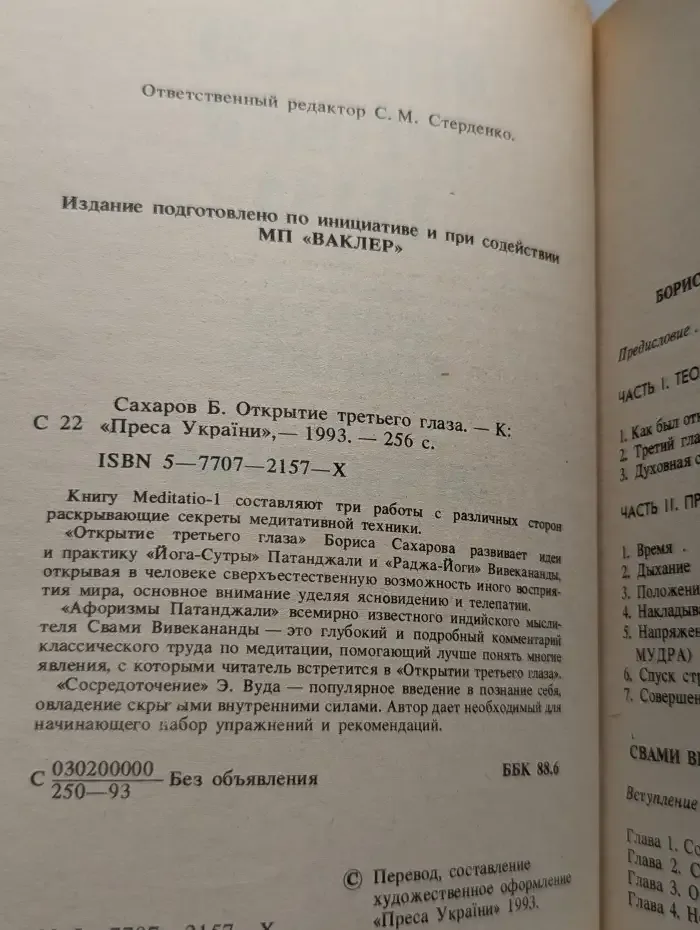 Ответственный редактор С. М. Стерденко.
Издание подготовлено по инициативе и при содействии
МП «ВАКЛЕР»
Сахаров Б. Открытие третьего глаза. — К:
С 22 «Преса України»,— 1993. — 256 с.
ISBN 5—7707—2157—X
Книгу Meditatio-1 составляют три работы с различных сторон
раскрывающие секреты медитативной техники.
«Открытие третьего глаза» Бориса Сахарова развивает идеи
и практику «Йога-Сутры» Патанджали и «Раджа-Йоги» Вивекананды,
открывая в человеке сверхъестественную возможность иного восприя-
тия мира, основное внимание уделяя ясновидению и телепатии.
«Афоризмы Патанджали» всемирно известного индийского мысли-
теля Свами Вивекананды — это глубокий и подробный комментарий
классического труда по медитации, помогающий лучше понять многие
явления, с которыми читатель встретится в «Открытии третьего глаза».
«Сосредоточение» Э. Вуда — популярное введение в познание себя,
овладение скрытыми внутренними силами. Автор дает необходимый для
начинающего набор упражнений и рекомендаций.
С 030200000
250—93 Без объявления
ББК 88.6
© Перевод, составление
художественное оформление
«Преса України» 1993.
7707—2157—X
БОРИС
Предисловие .
ЧАСТЬ I. ТЕО
1. Как был от
2. Третий гла
3. Духовная с
ЧАСТЬ II. ПР
1. Время .
2. Дыхание
3. Положени
4. Накладыва
5. Напряжен
МУДРА)
6. Спуск стр
7. Совершен
СВАМИ В
Вступление
Глава 1. Со
Глава 2. С
Глава 3. О
Глава 4. Н